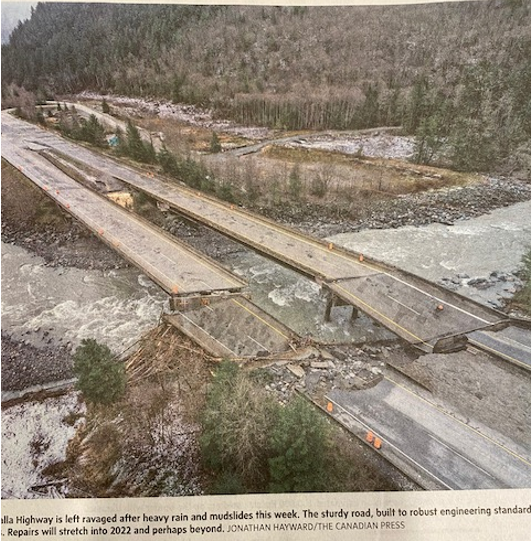 alla Highway is left ravaged after heavy rain and mudslides this week. The sturdy road, built to robust engineering standard
. Repairs will stretch into 2022 and perhaps beyond. JONATHAN HAYWARD/THE CANADIAN PRESS